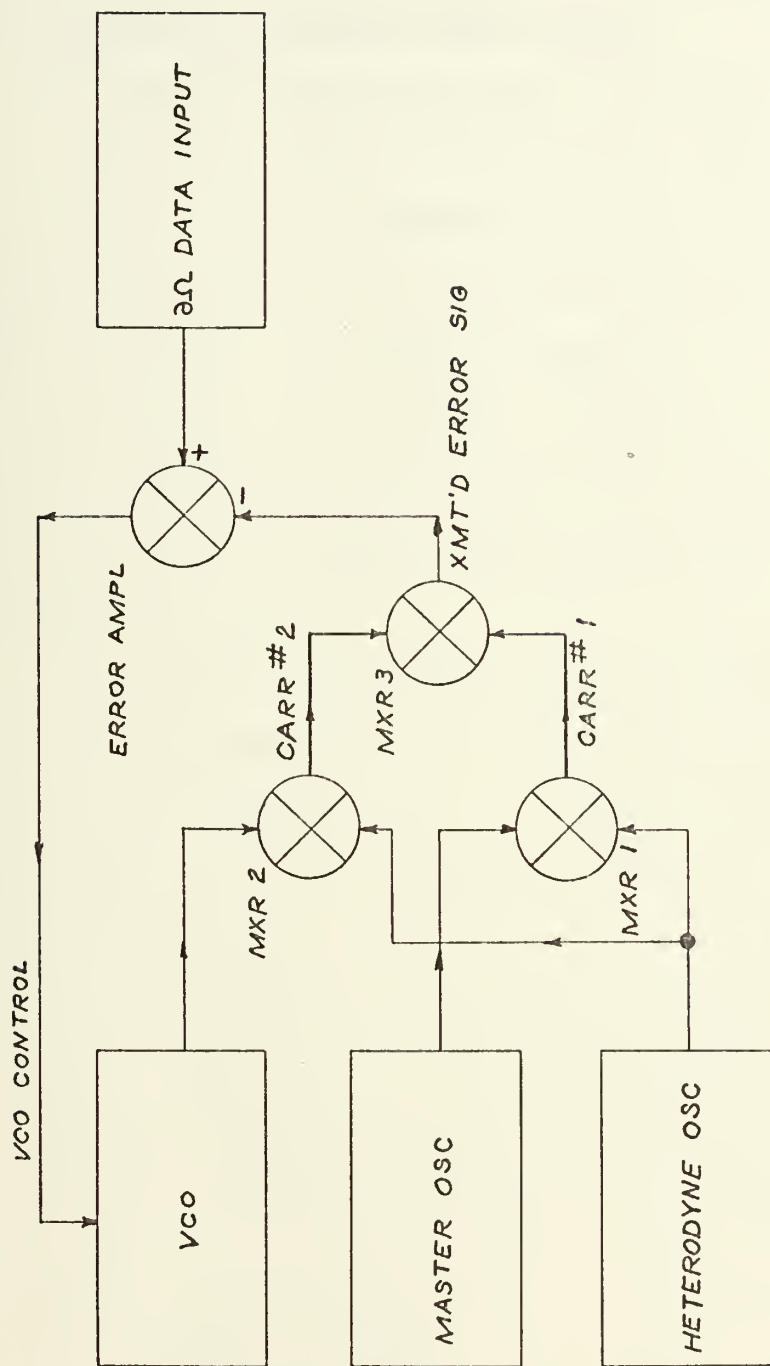 VCO CONTROL
ERROR AMPL
+
-
∂Ω DATA INPUT
VCO
MXR 2
CARR #2
MXR 3
XMT'D ERROR SIG
MASTER OSC
MXR 1
CARR #1
HETERODYNE OSC